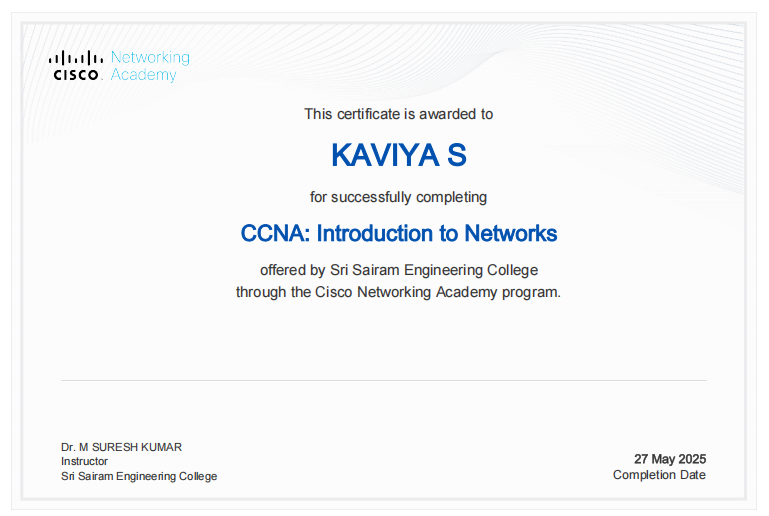 Networking
CISCO. Academy
This certificate is awarded to
KAVIYA S
for successfully completing
CCNA: Introduction to Networks
offered by Sri Sairam Engineering College
through the Cisco Networking Academy program.
Dr. M SURESH KUMAR
Instructor
Sri Sairam Engineering College
27 May 2025
Completion Date